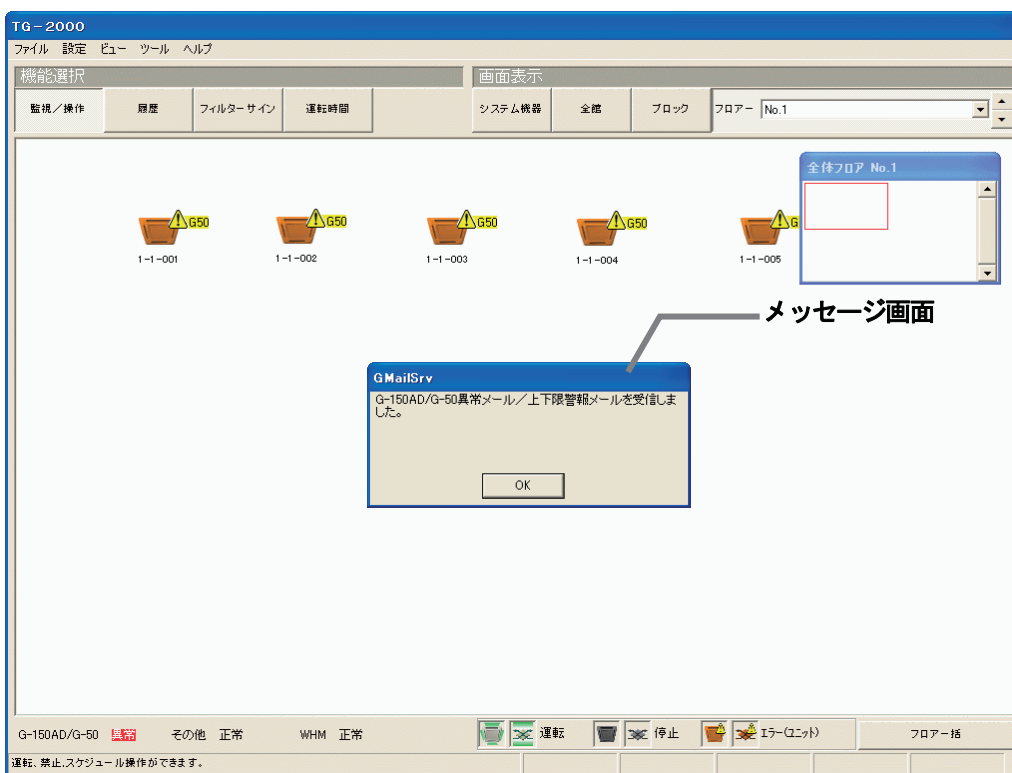 TG-2000
ファイル 設定 ビュー ツール ヘルプ
機能選択 画面表示
監視／操作 履歴 フィルターサイン 運転時間 システム機器 全館 ブロック フロアー No.1
全体フロア No.1
G50 G50 G50 G50 G
1-1-001 1-1-002 1-1-003 1-1-004 1-1-005
メッセージ画面
GMailSrv
G-150AD/G-50異常メール／上下限警報メールを受信しま
した。
OK
G-150AD/G-50 異常 その他 正常 WHM 正常 運転 停止 エラー(ユニット) フロアー括
運転、禁止、スケジュール操作ができます。